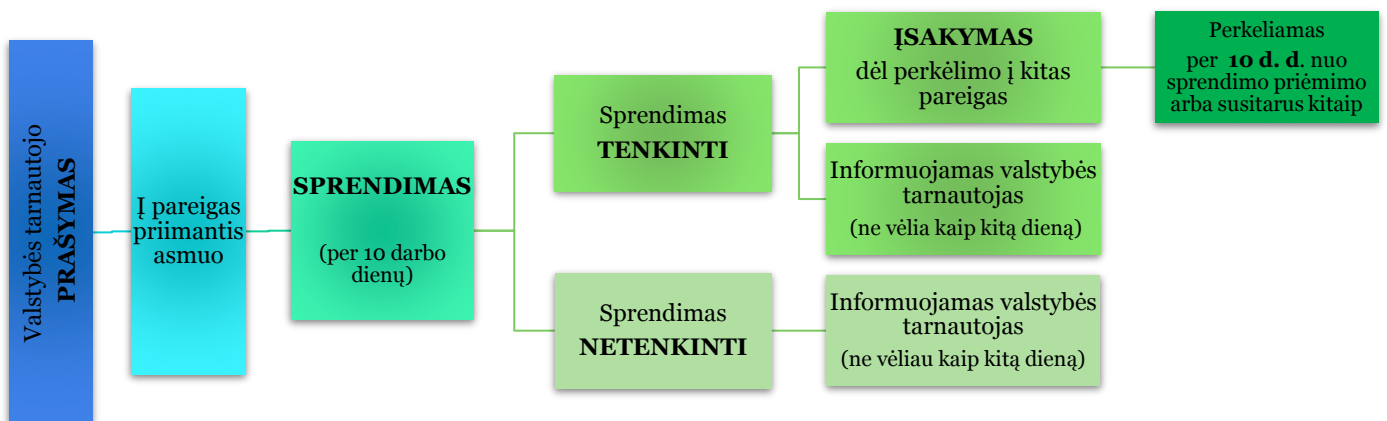 Valstybės tarnautojo
PRAŠYMAS
Į pareigas
priimantis
asmuo
SPRENDIMAS
(per 10 darbo
dienų)
Sprendimas
TENKINTI
ĮSAKYMAS
dėl perkėlimo į kitas
pareigas
Perkeliamas
per 10 d. d. nuo
sprendimo priėmimo
arba susitarus kitaip
Informuojamas valstybės
tarnautojas
(ne vėlia kaip kitą dieną)
Sprendimas
NETENKINTI
Informuojamas valstybės
tarnautojas
(ne vėliau kaip kitą dieną)